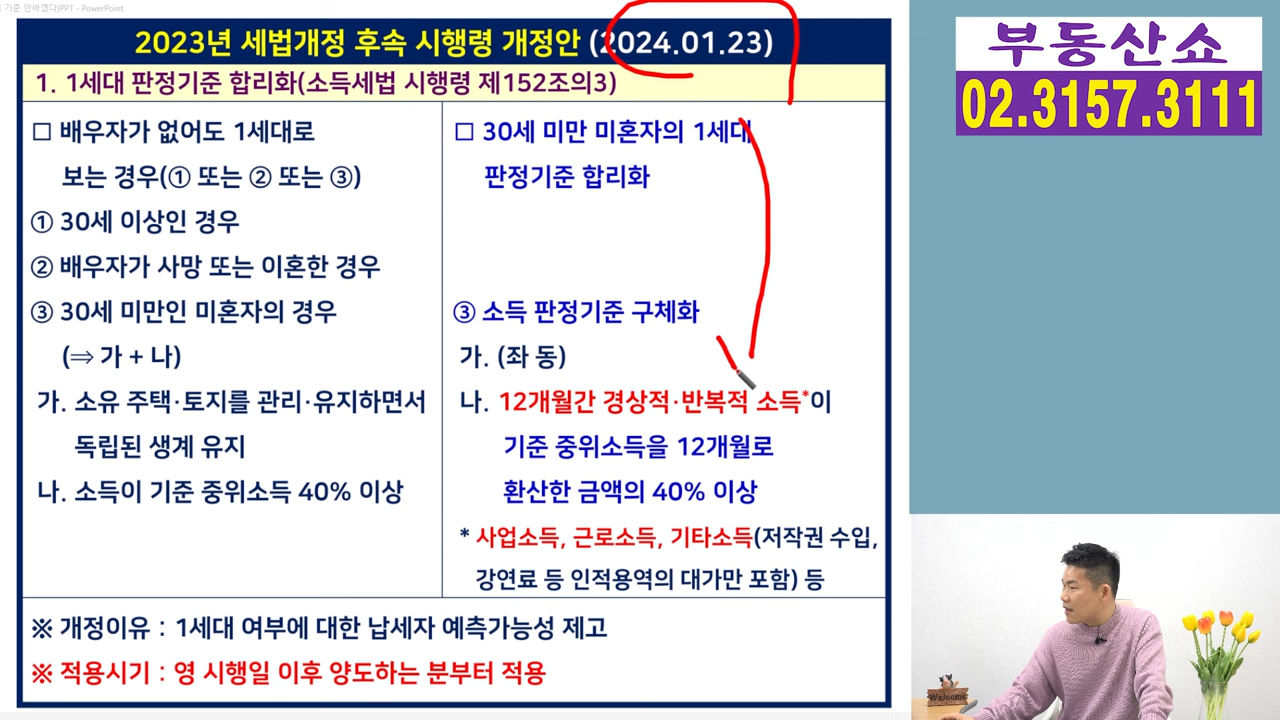 기준 안바꼈다)PPT - PowerPoint
2023년 세법개정 후속 시행령 개정안 (2024.01.23)
1. 1세대 판정기준 합리화(소득세법 시행령 제152조의3)
□ 배우자가 없어도 1세대로
보는 경우(① 또는 ② 또는 ③)
① 30세 이상인 경우
② 배우자가 사망 또는 이혼한 경우
③ 30세 미만인 미혼자의 경우
(⇒ 가 + 나)
가. 소유 주택·토지를 관리·유지하면서
독립된 생계 유지
나. 소득이 기준 중위소득 40% 이상
□ 30세 미만 미혼자의 1세대
판정기준 합리화
③ 소득 판정기준 구체화
가. (좌 동)
나. 12개월간 경상적·반복적 소득*이
기준 중위소득을 12개월로
환산한 금액의 40% 이상
* 사업소득, 근로소득, 기타소득(저작권 수입,
강연료 등 인적용역의 대가만 포함) 등
※ 개정이유 : 1세대 여부에 대한 납세자 예측가능성 제고
※ 적용시기 : 영 시행일 이후 양도하는 분부터 적용
부동산쇼
02.3157.3111
Welcome